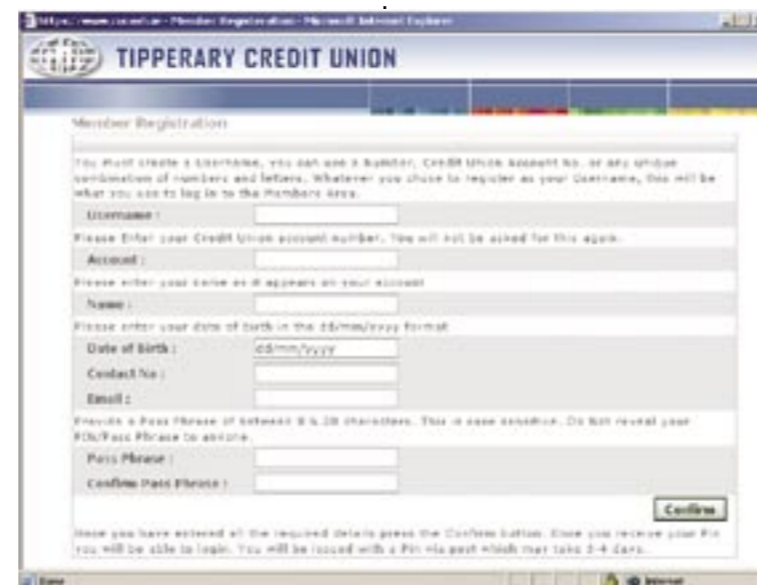 Member Registration - Microsoft Internet Explorer
TIPPERARY CREDIT UNION
Member Registration
You must create a Username, you can use a Number, Credit Union Account No. or any unique
combination of numbers and letters. Whatever you chose to register as your Username, this will be
what you use to log in to the Members Area.
Username :
Please Enter your Credit Union account number. You will not be asked for this again.
Account :
Please enter your name as it appears on your account
Name :
Please enter your date of birth in the dd/mm/yyyy format
Date of Birth : dd/mm/yyyy
Contact No :
Email :
Provide a Pass Phrase of between 8 & 20 characters. This is case sensitive. Do Not reveal your
PIN/Pass Phrase to anyone.
Pass Phrase :
Confirm Pass Phrase :
Confirm
Once you have entered all the required details press the Confirm button. Once you receive your Pin
you will be able to login. You will be issued with a Pin via post which may take 3-4 days.
Done
Internet